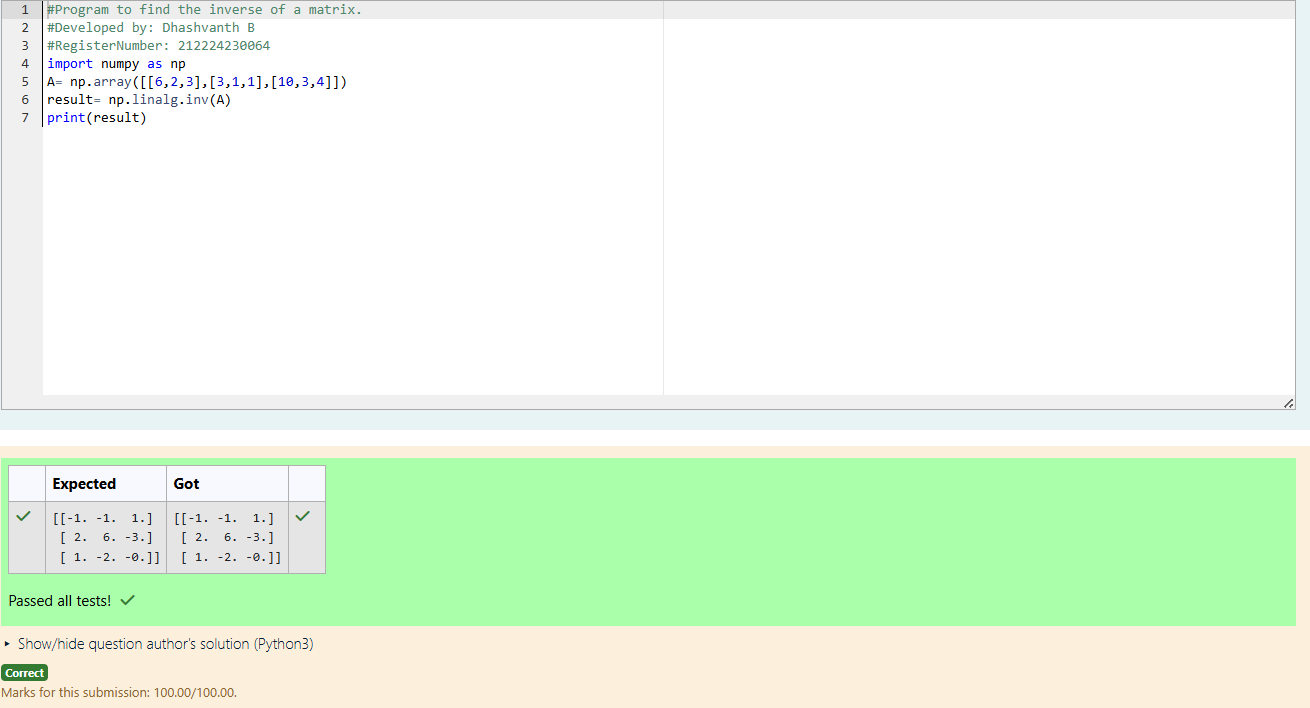 1 #Program to find the inverse of a matrix.
2 #Developed by: Dhashvanth B
3 #RegisterNumber: 212224230064
4 import numpy as np
5 A= np.array([[6,2,3],[3,1,1],[10,3,4]])
6 result= np.linalg.inv(A)
7 print(result)
Expected Got
[[-1. -1.  1.] [[-1. -1.  1.]
[ 2.  6. -3.] [ 2.  6. -3.]
[ 1. -2. -0.]] [ 1. -2. -0.]]
Passed all tests!
Show/hide question author's solution (Python3)
Correct
Marks for this submission: 100.00/100.00.